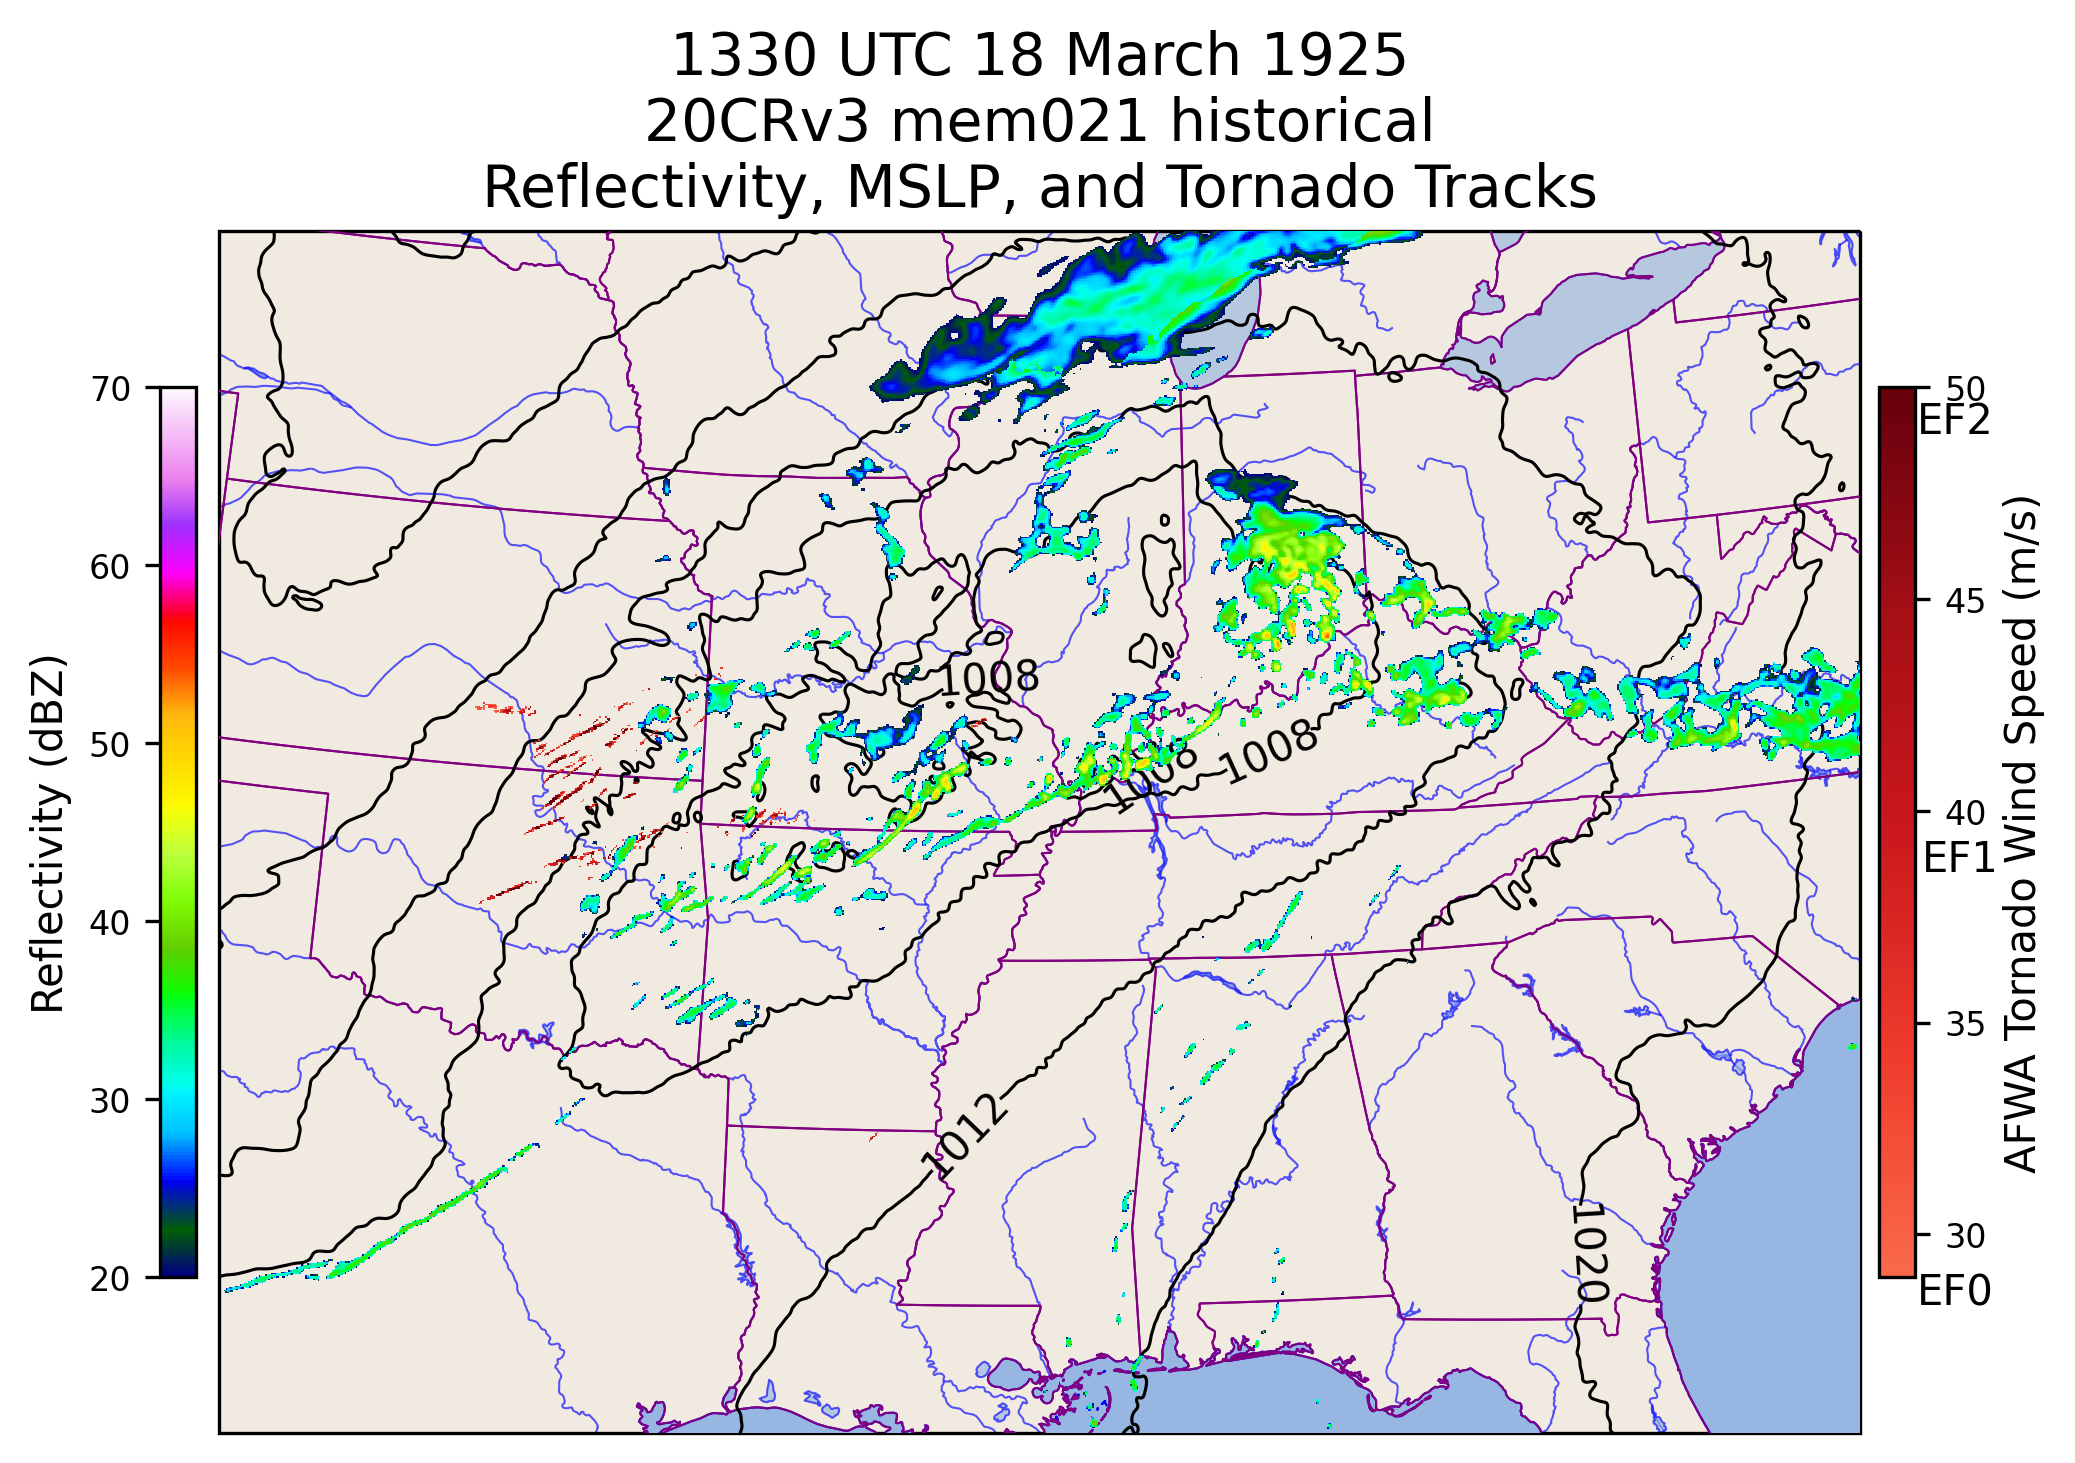 1330 UTC 18 March 1925
20CRv3 mem021 historical
Reflectivity, MSLP, and Tornado Tracks
70
60
50
40
30
20
Reflectivity (dBZ)
1008
1008
1008
1012
1020
50
EF2
45
40
EF1
35
30
EF0
AFWA Tornado Wind Speed (m/s)